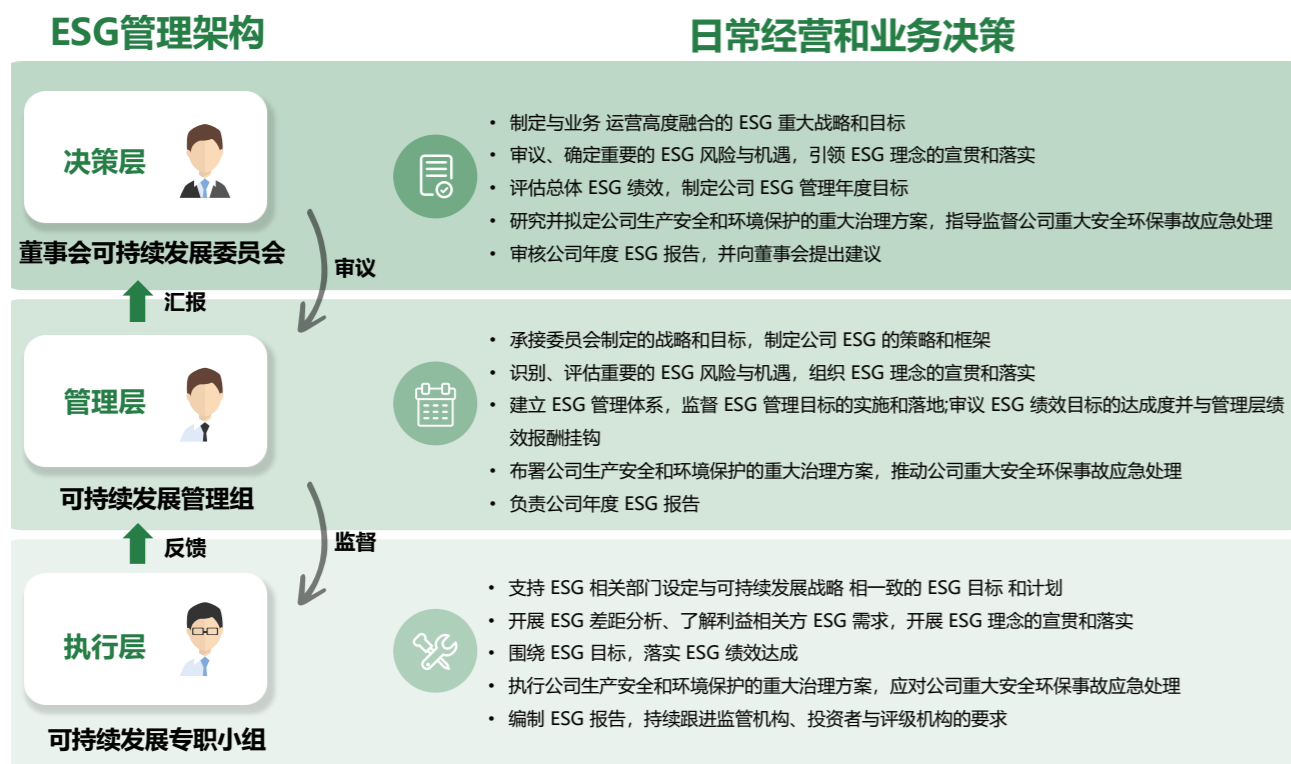 ESG管理架构
日常经营和业务决策
决策层
董事会可持续发展委员会
• 制定与业务 运营高度融合的 ESG 重大战略和目标
• 审议、确定重要的 ESG 风险与机遇，引领 ESG 理念的宣贯和落实
• 评估总体 ESG 绩效，制定公司 ESG 管理年度目标
• 研究并拟定公司生产安全和环境保护的重大治理方案，指导监督公司重大安全环保事故应急处理
• 审核公司年度 ESG 报告，并向董事会提出建议
审议
汇报
管理层
可持续发展管理组
• 承接委员会制定的战略和目标，制定公司 ESG 的策略和框架
• 识别、评估重要的 ESG 风险与机遇，组织 ESG 理念的宣贯和落实
• 建立 ESG 管理体系，监督 ESG 管理目标的实施和落地;审议 ESG 绩效目标的达成度并与管理层绩
效报酬挂钩
• 布署公司生产安全和环境保护的重大治理方案，推动公司重大安全环保事故应急处理
• 负责公司年度 ESG 报告
监督
反馈
执行层
可持续发展专职小组
• 支持 ESG 相关部门设定与可持续发展战略 相一致的 ESG 目标 和计划
• 开展 ESG 差距分析、了解利益相关方 ESG 需求，开展 ESG 理念的宣贯和落实
• 围绕 ESG 目标，落实 ESG 绩效达成
• 执行公司生产安全和环境保护的重大治理方案，应对公司重大安全环保事故应急处理
• 编制 ESG 报告，持续跟进监管机构、投资者与评级机构的要求